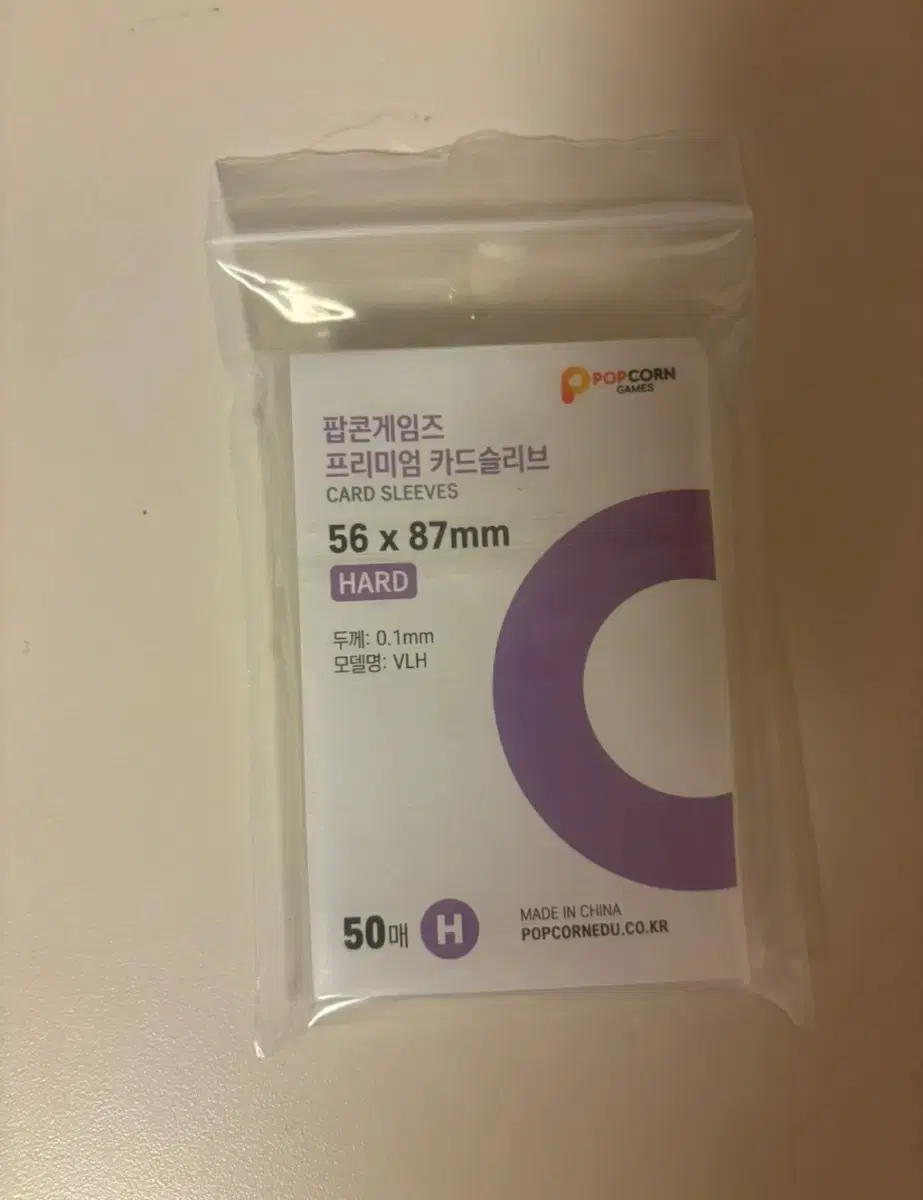 POPCORN
GAMES
팝콘게임즈
프리미엄 카드슬리브
CARD SLEEVES
56 x 87mm
HARD
두께: 0.1mm
모델명: VLH
50매 H
MADE IN CHINA
POPCORNEDU.CO.KR